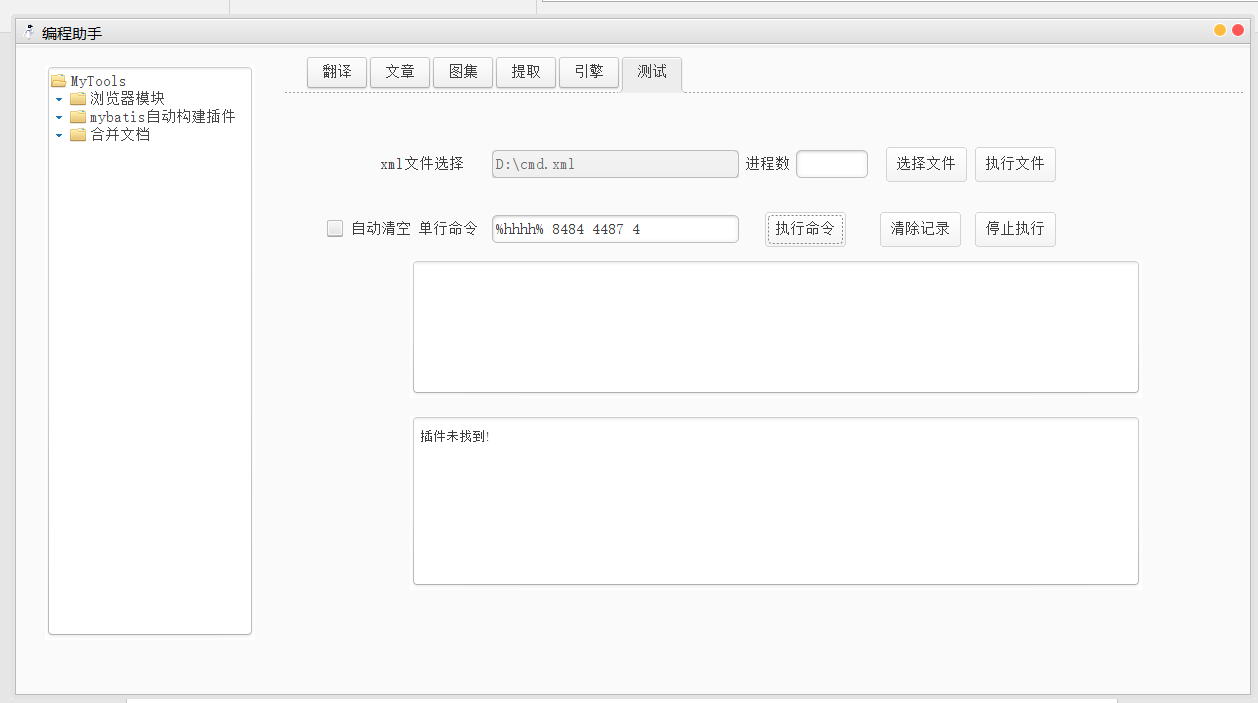 编程助手
翻译 文章 图集 提取 引擎 测试
MyTools
浏览器模块
mybatis自动构建插件
合并文档
xml文件选择 D:\cmd.xml 进程数 选择文件 执行文件
自动清空 单行命令 %hhhh% 8484 4487 4 执行命令 清除记录 停止执行
插件未找到!